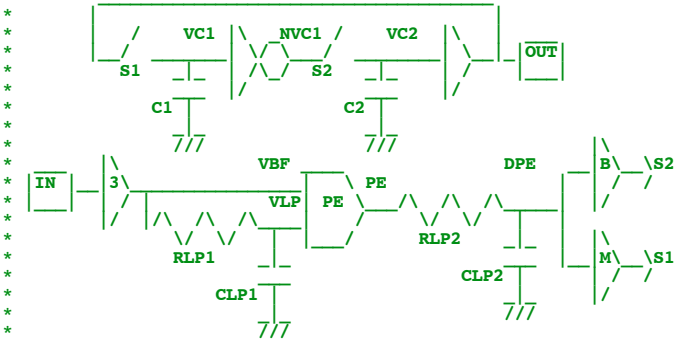 VC1 NVC1 VC2
OUT
S1 S2
C1 C2
VBF DPE
IN 3 PE B S2
VLP PE
RLP2
RLP1 M S1
CLP2
CLP1